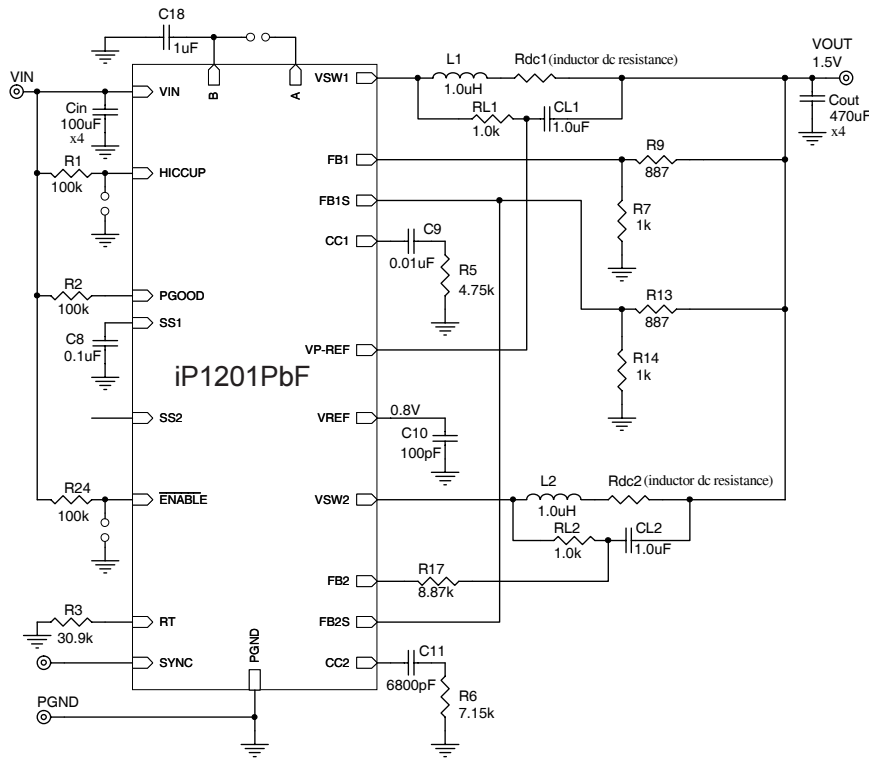 C18
1uF
VIN
VOUT
1.5V
L1
1.0uH
Rdc1 (inductor dc resistance)
VIN
B
A
VSW1
Cin
100uF
x4
Cout
470uF
x4
RL1
1.0k
CL1
1.0uF
R1
100k
HICCUP
FB1
R9
887
FB1S
R7
1k
CC1
C9
0.01uF
R5
4.75k
R2
100k
PGOOD
SS1
C8
0.1uF
R13
887
VP-REF
R14
1k
iP1201PbF
SS2
VREF
0.8V
C10
100pF
R24
100k
ENABLE
VSW2
L2
1.0uH
Rdc2 (inductor dc resistance)
RL2
1.0k
CL2
1.0uF
FB2
R17
8.87k
R3
30.9k
RT
FB2S
SYNC
PGND
CC2
C11
6800pF
R6
7.15k
PGND